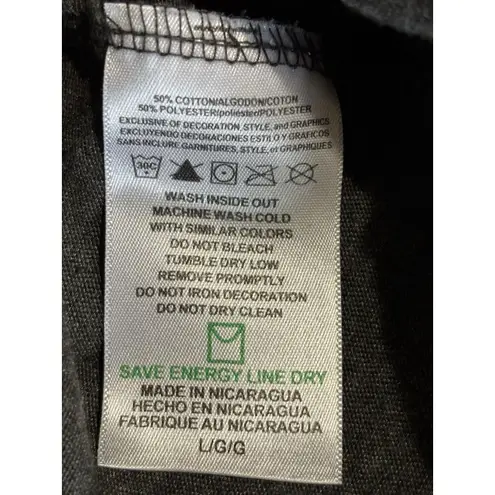 50% COTTON/ALGODON/COTON
50% POLYESTER/poliester/POLYESTER
EXCLUSIVE OF DECORATION, STYLE, and GRAPHICS
EXCLUYENDO DECORACIONES ESTILO Y GRAFICOS
SANS INCLURE GARNITURES, STYLE, et GRAPHIQUES
30C
WASH INSIDE OUT
MACHINE WASH COLD
WITH SIMILAR COLORS
DO NOT BLEACH
TUMBLE DRY LOW
REMOVE PROMPTLY
DO NOT IRON DECORATION
DO NOT DRY CLEAN
SAVE ENERGY LINE DRY
MADE IN NICARAGUA
HECHO EN NICARAGUA
FABRIQUE AU NICARAGUA
L/G/G